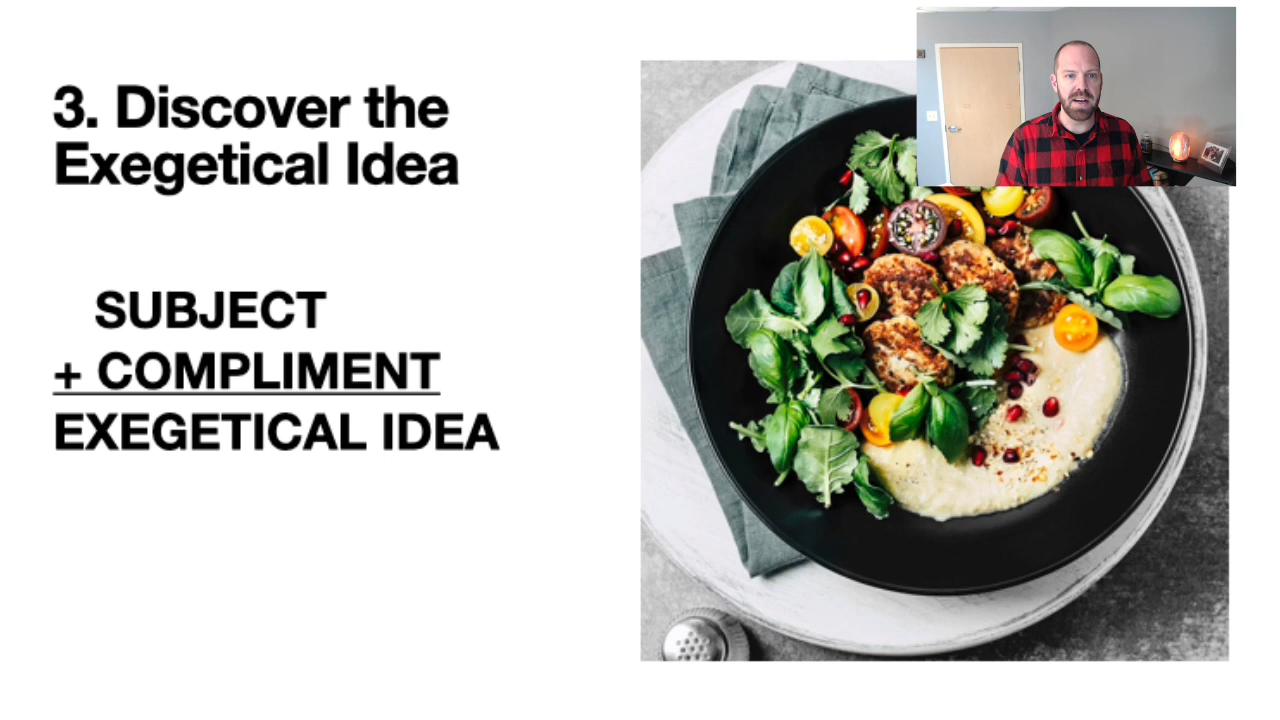 3. Discover the
Exegetical Idea
SUBJECT
+ COMPLIMENT
EXEGETICAL IDEA